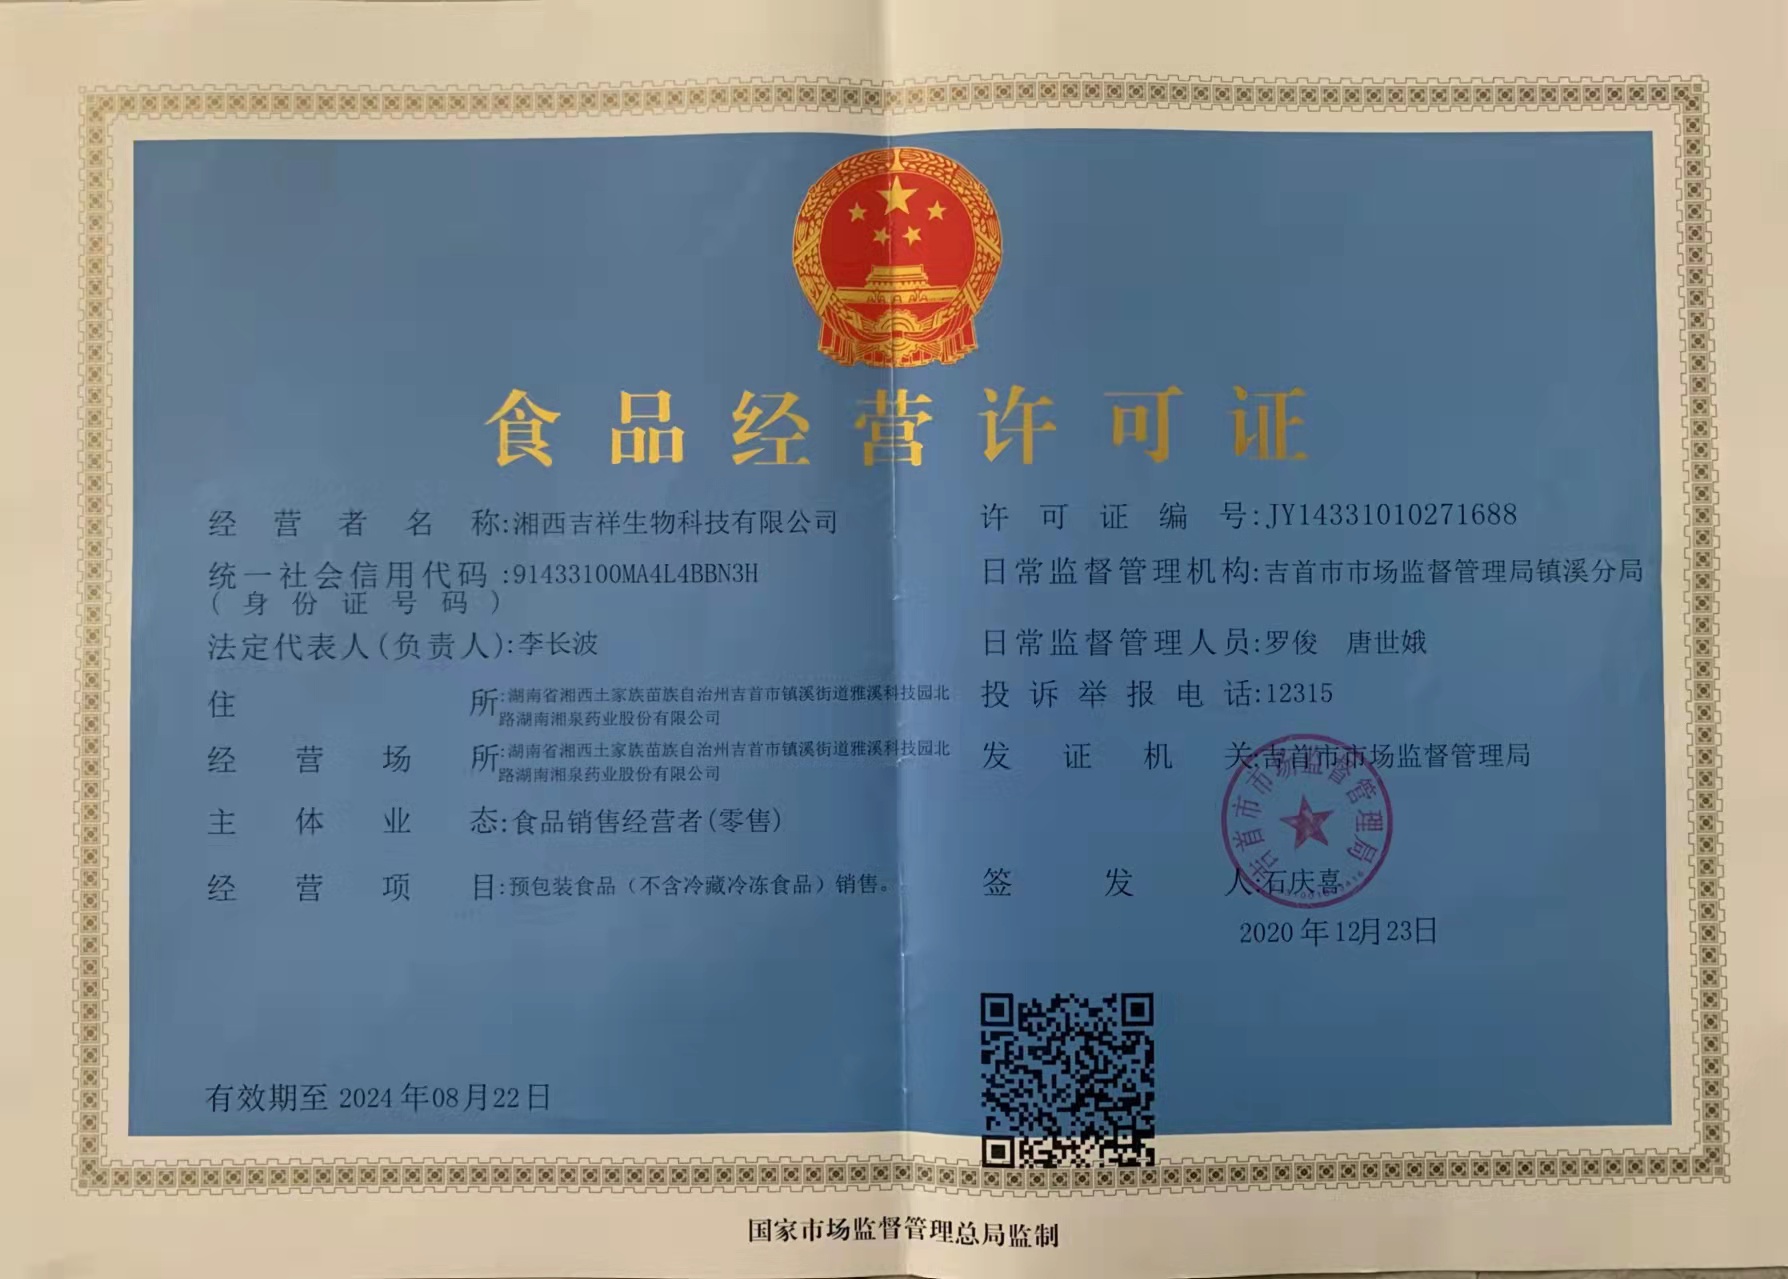 食品经营许可证
经营者名称:湘西吉祥生物科技有限公司
统一社会信用代码:91433100MA4L4BBN3H
(身份证号码)
法定代表人(负责人):李长波
住所:湖南省湘西土家族苗族自治州吉首市镇溪街道雅溪科技园北
路湖南湘泉药业股份有限公司
经营场所:湖南省湘西土家族苗族自治州吉首市镇溪街道雅溪科技园北
路湖南湘泉药业股份有限公司
主体业态:食品销售经营者(零售)
经营项目:预包装食品（不含冷藏冷冻食品）销售。
有效期至 2024年08月22日
许可证编号:JY14331010271688
日常监督管理机构:吉首市市场监督管理局镇溪分局
日常监督管理人员:罗俊 唐世娥
投诉举报电话:12315
发证机关:吉首市市场监督管理局
吉首市市场监督管理局
签发人:石庆喜
2020年12月23日
国家市场监督管理总局监制